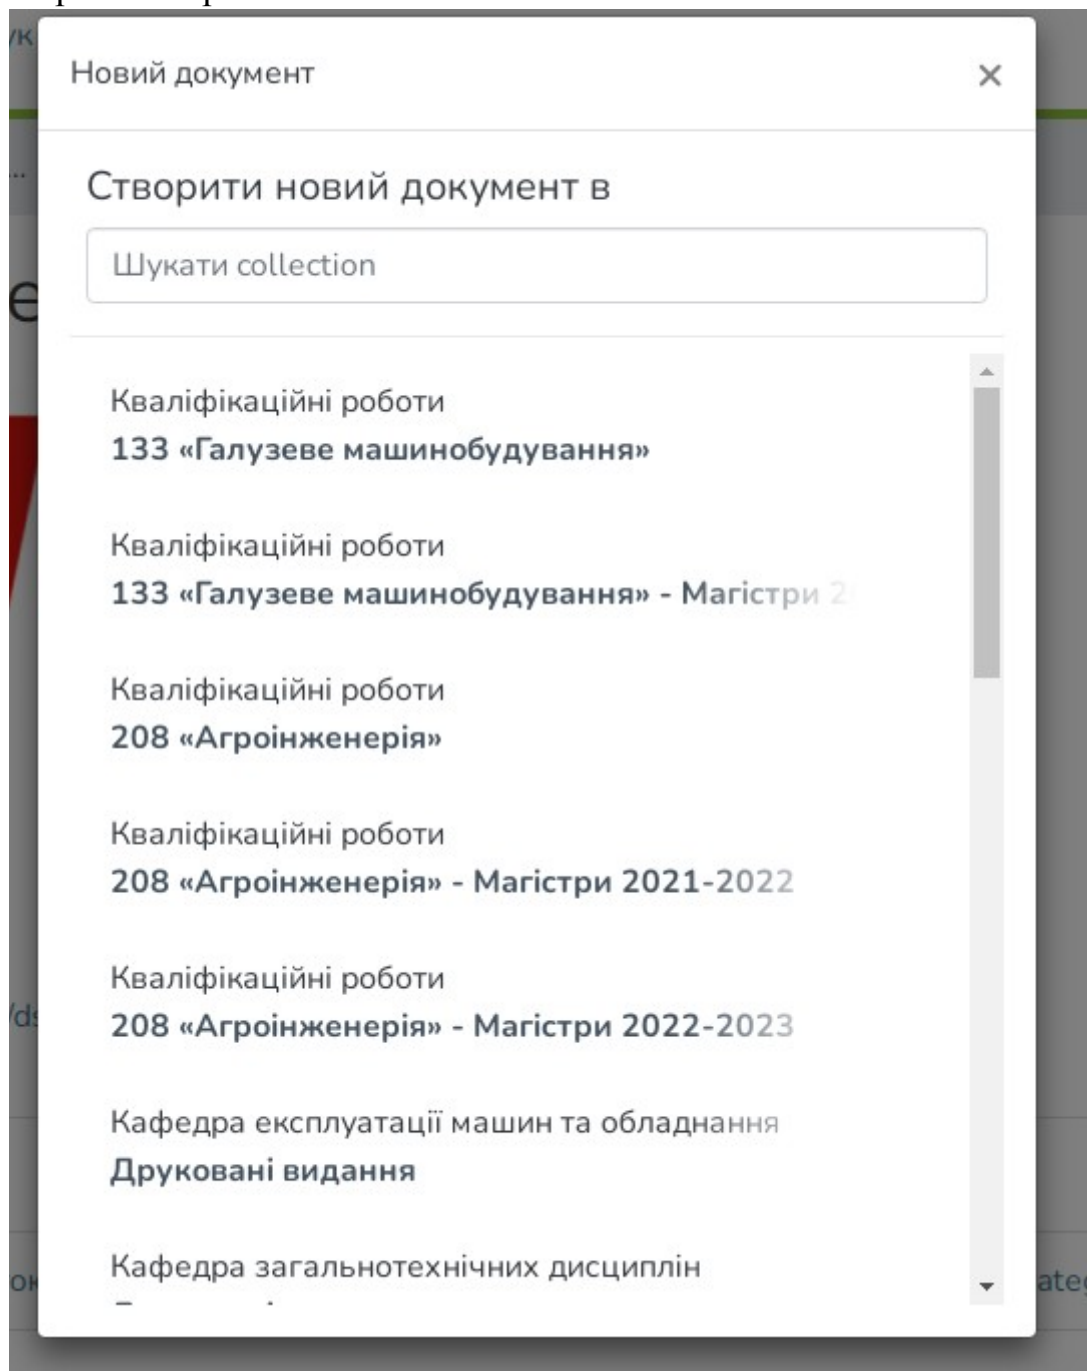 Новий документ ×
Створити новий документ в
Шукати collection
Кваліфікаційні роботи
133 «Галузеве машинобудування»
Кваліфікаційні роботи
133 «Галузеве машинобудування» - Магістри
Кваліфікаційні роботи
208 «Агроінженерія»
Кваліфікаційні роботи
208 «Агроінженерія» - Магістри 2021-2022
Кваліфікаційні роботи
208 «Агроінженерія» - Магістри 2022-2023
Кафедра експлуатації машин та обладнання
Друковані видання
Кафедра загальнотехнічних дисциплін